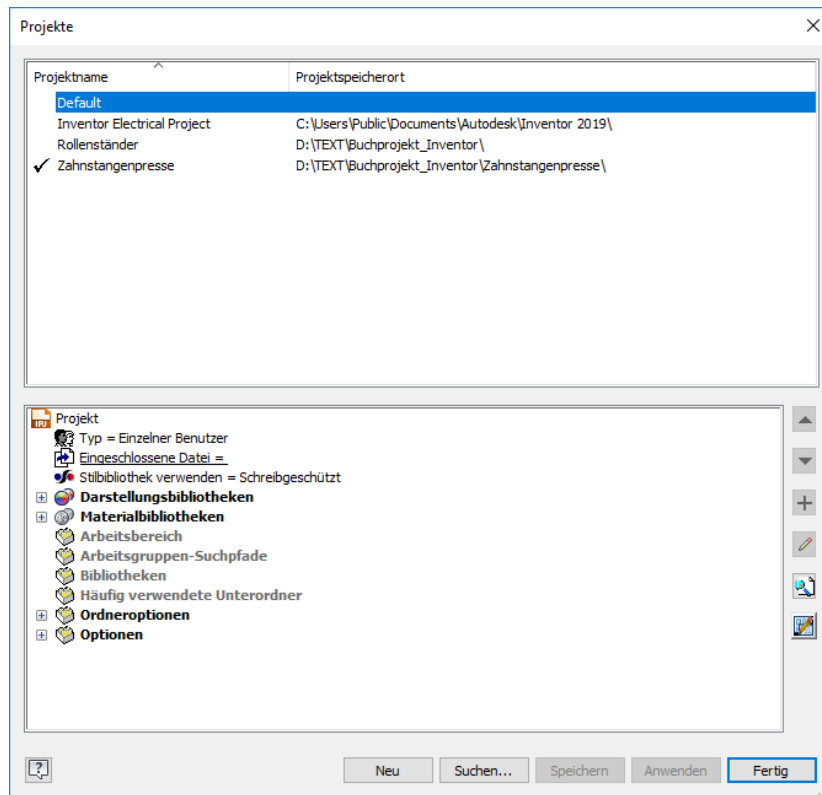 Projekte
Projektname Projektspeicherort
Default
Inventor Electrical Project C:\Users\Public\Documents\Autodesk\Inventor 2019\
Rollenständer D:\TEXT\Buchprojekt_Inventor\
Zahnstangenpresse D:\TEXT\Buchprojekt_Inventor\Zahnstangenpresse\
IPJ Projekt
Typ = Einzelner Benutzer
Eingeschlossene Datei =
Stilbibliothek verwenden = Schreibgeschützt
Darstellungsbibliotheken
Materialbibliotheken
Arbeitsbereich
Arbeitsgruppen-Suchpfade
Bibliotheken
Häufig verwendete Unterordner
Ordneroptionen
Optionen
? Neu Suchen... Speichern Anwenden Fertig